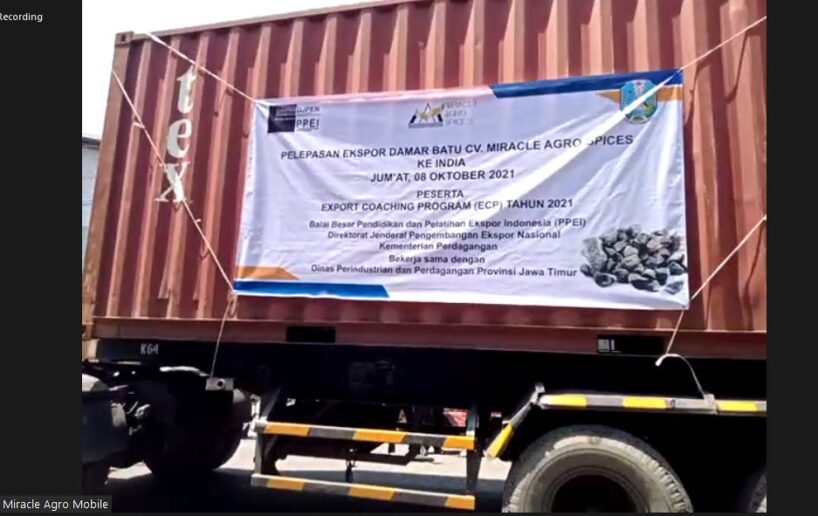 Recording
tex
DJPEN
PPEI
MIRACLE
AGRO
SPICES
PELEPASAN EKSPOR DAMAR BATU CV. MIRACLE AGRO SPICES
KE INDIA
JUM'AT, 08 OKTOBER 2021
PESERTA
EXPORT COACHING PROGRAM (ECP) TAHUN 2021
Balai Besar Pendidikan dan Pelatihan Ekspor Indonesia (PPEI)
Direktorat Jenderal Pengembangan Ekspor Nasional
Kementerian Perdagangan
Bekerja sama dengan
Dinas Perindustrian dan Perdagangan Provinsi Jawa Timur
K64
Miracle Agro Mobile